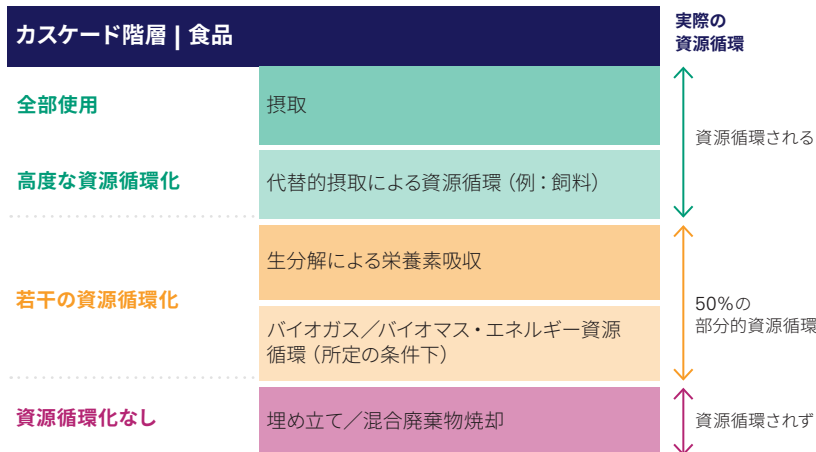 カスケード階層 | 食品
実際の
資源循環
全部使用
摂取
資源循環される
高度な資源循環化
代替的摂取による資源循環（例：飼料）
生分解による栄養素吸収
若干の資源循環化
50%の
部分的資源循環
バイオガス／バイオマス・エネルギー資源
循環（所定の条件下）
資源循環化なし
埋め立て／混合廃棄物焼却
資源循環されず